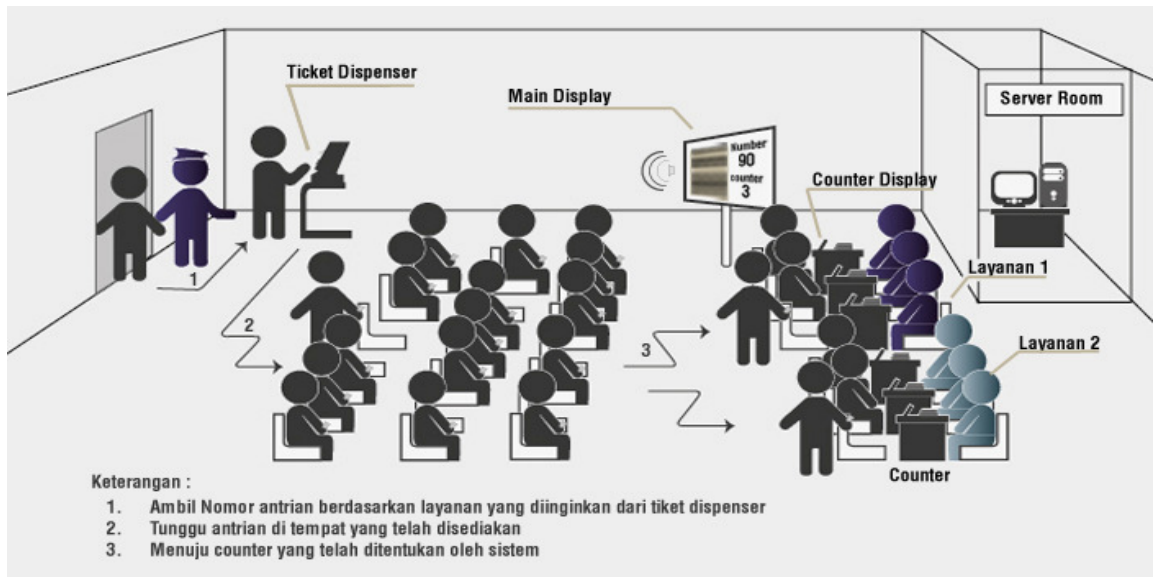 Ticket Dispenser
Main Display
Number
90
counter
3
Server Room
Counter Display
Layanan 1
Layanan 2
1
2
3
Counter
Keterangan :
1. Ambil Nomor antrian berdasarkan layanan yang diinginkan dari tiket dispenser
2. Tunggu antrian di tempat yang telah disediakan
3. Menuju counter yang telah ditentukan oleh sistem